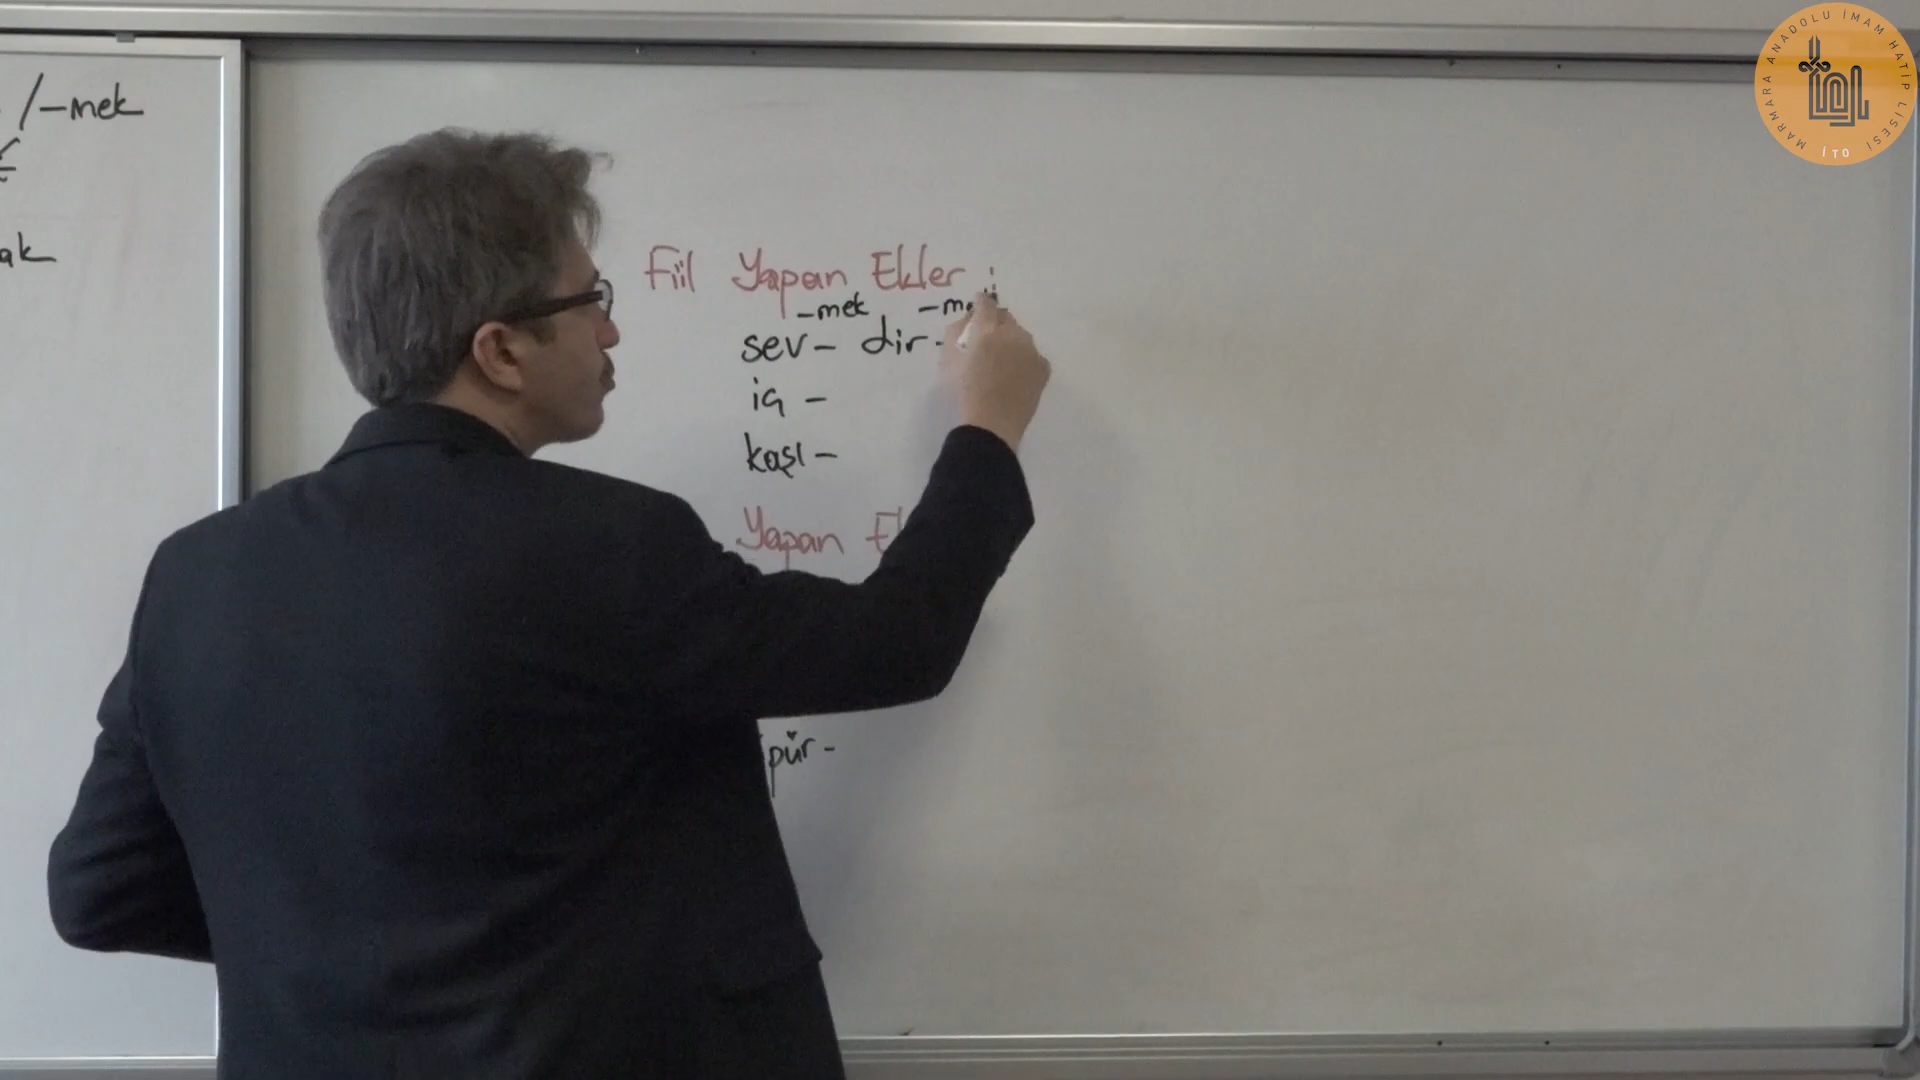 /-mek
ak
Fiil Yapan Ekler :
-mek
sev- dir-
iç -
kaşı -
Yapan
pür-
MARMARA ANADOLU İMAM HATİP LİSESİ
İTO